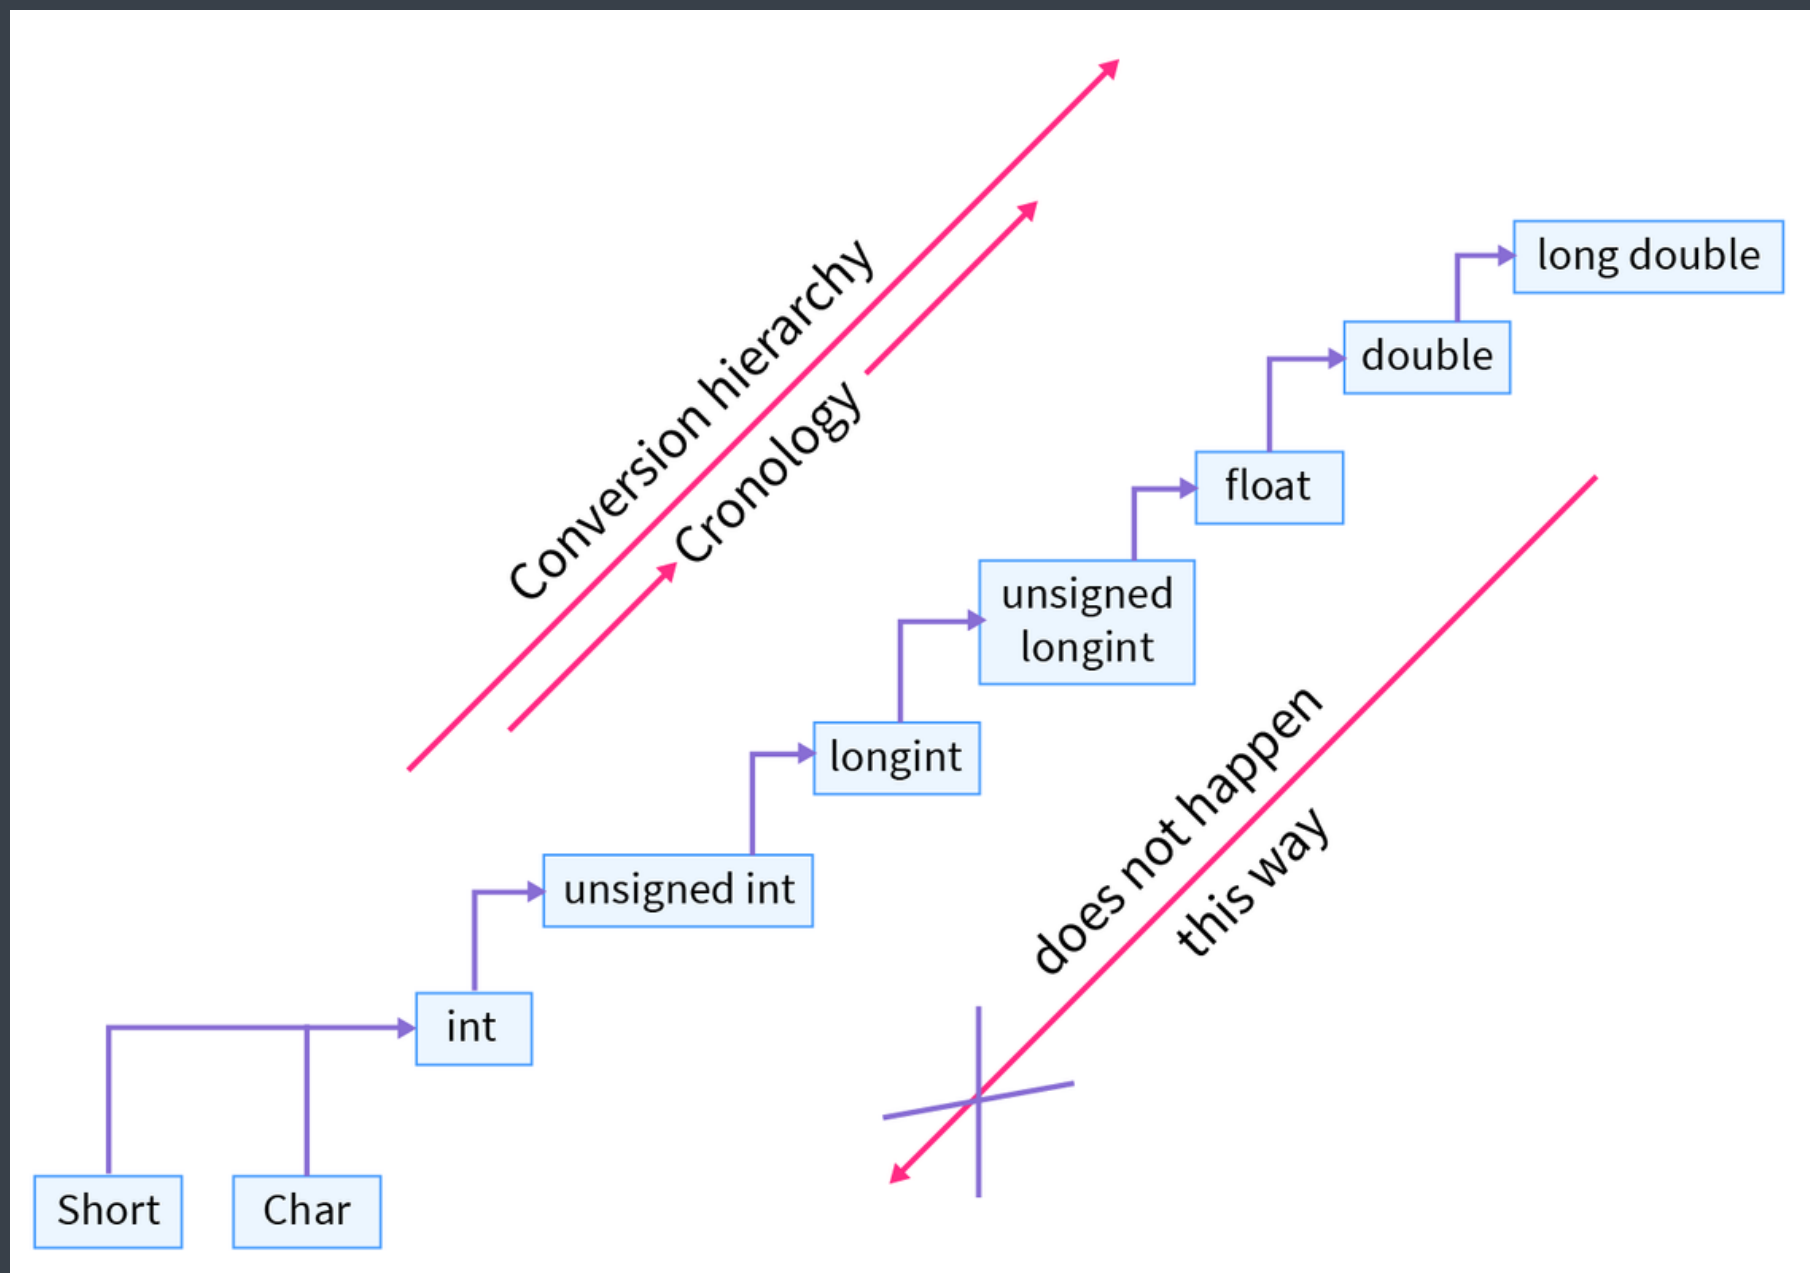 Conversion hierarchy
Cronology
long double
double
float
unsigned
longint
longint
unsigned int
int
Short
Char
does not happen
this way